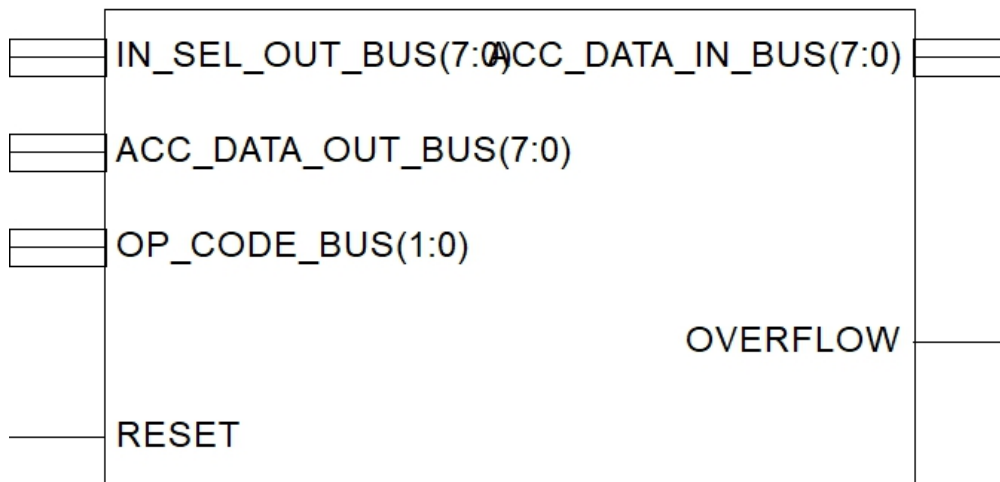 IN_SEL_OUT_BUS(7:0) ACC_DATA_IN_BUS(7:0)
ACC_DATA_OUT_BUS(7:0)
OP_CODE_BUS(1:0)
OVERFLOW
RESET